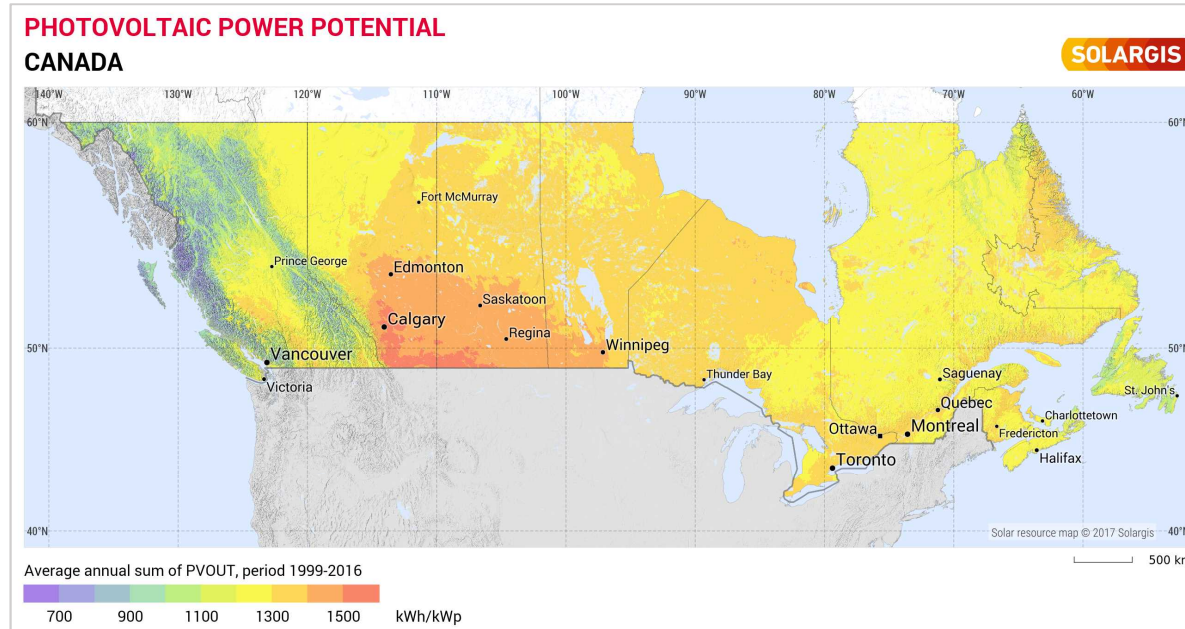 PHOTOVOLTAIC POWER POTENTIAL
CANADA
SOLARGIS
140°W 130°W 120°W 110°W 100°W 90°W 80°W 70°W 60°W
60°N 60°N
Fort McMurray
Prince George
Edmonton
Saskatoon
Calgary
Regina
Winnipeg
50°N 50°N
Vancouver
Victoria
Thunder Bay
Saguenay
St. John's
Quebec
Charlottetown
Ottawa
Montreal
Fredericton
Halifax
Toronto
40°N 40°N
Solar resource map © 2017 Solargis
500 km
Average annual sum of PVOUT, period 1999-2016
700 900 1100 1300 1500 kWh/kWp